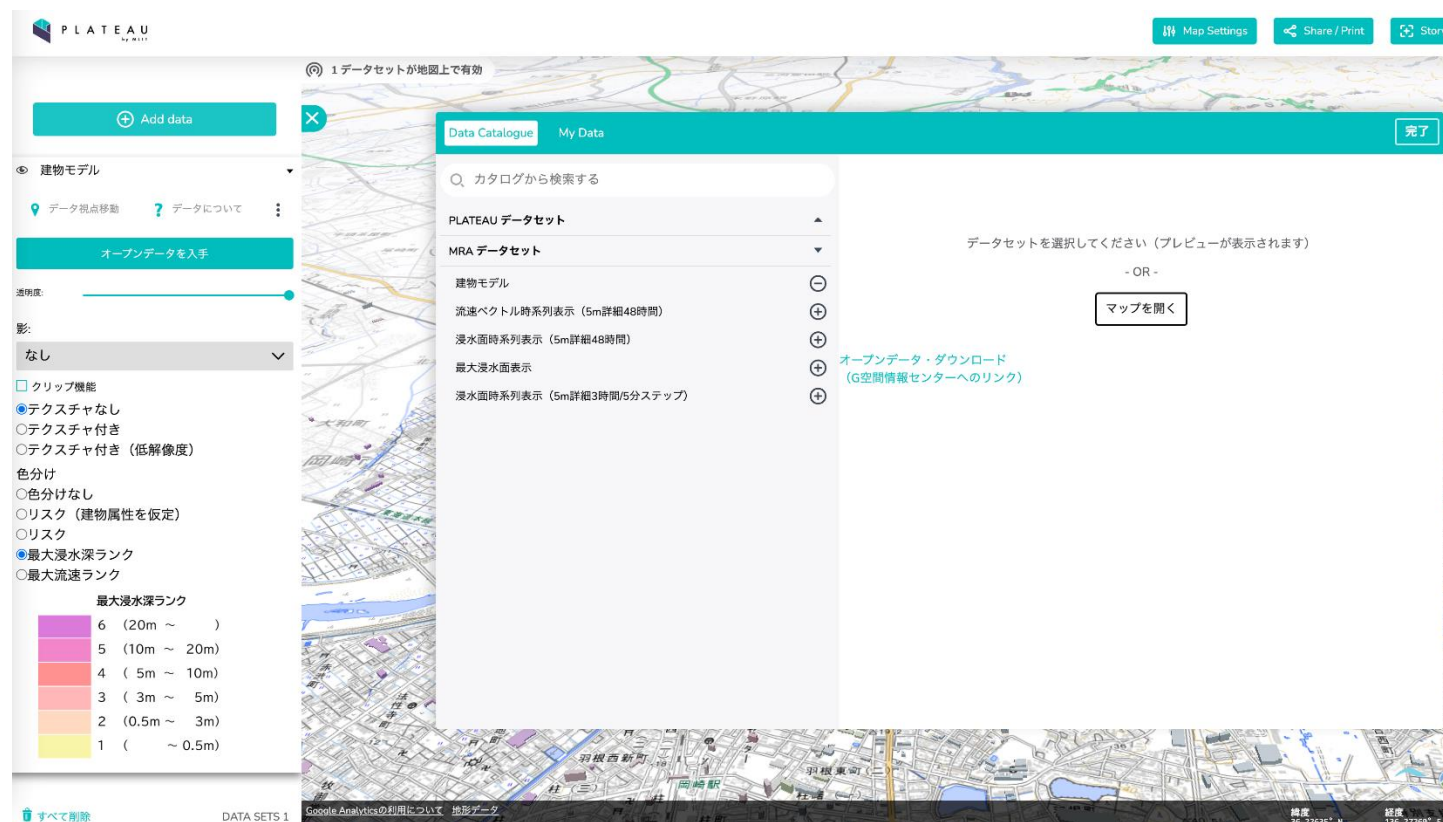 PLATEAU
by MLIT
Map Settings
Share / Print
Stor
1 データセットが地図上で有効
Add data
建物モデル
データ視点移動
データについて
オープンデータを入手
透明度:
影:
なし
クリップ機能
テクスチャなし
テクスチャ付き
テクスチャ付き（低解像度）
色分け
色分けなし
リスク（建物属性を仮定）
リスク
最大浸水深ランク
最大流速ランク
最大浸水深ランク
6 （20m ～ ）
5 （10m ～ 20m）
4 （ 5m ～ 10m）
3 （ 3m ～ 5m）
2 （0.5m ～ 3m）
1 （ ～ 0.5m）
すべて削除
DATA SETS 1
Data Catalogue
My Data
完了
カタログから検索する
PLATEAU データセット
MRA データセット
建物モデル
流速ベクトル時系列表示（5m詳細48時間）
浸水面時系列表示（5m詳細48時間）
最大浸水面表示
浸水面時系列表示（5m詳細3時間/5分ステップ）
データセットを選択してください（プレビューが表示されます）
- OR -
マップを開く
オープンデータ・ダウンロード
（G空間情報センターへのリンク）
大和町
羽根西新町
羽根東町
岡崎駅
Google Analyticsの利用について
地形データ
緯度
経度